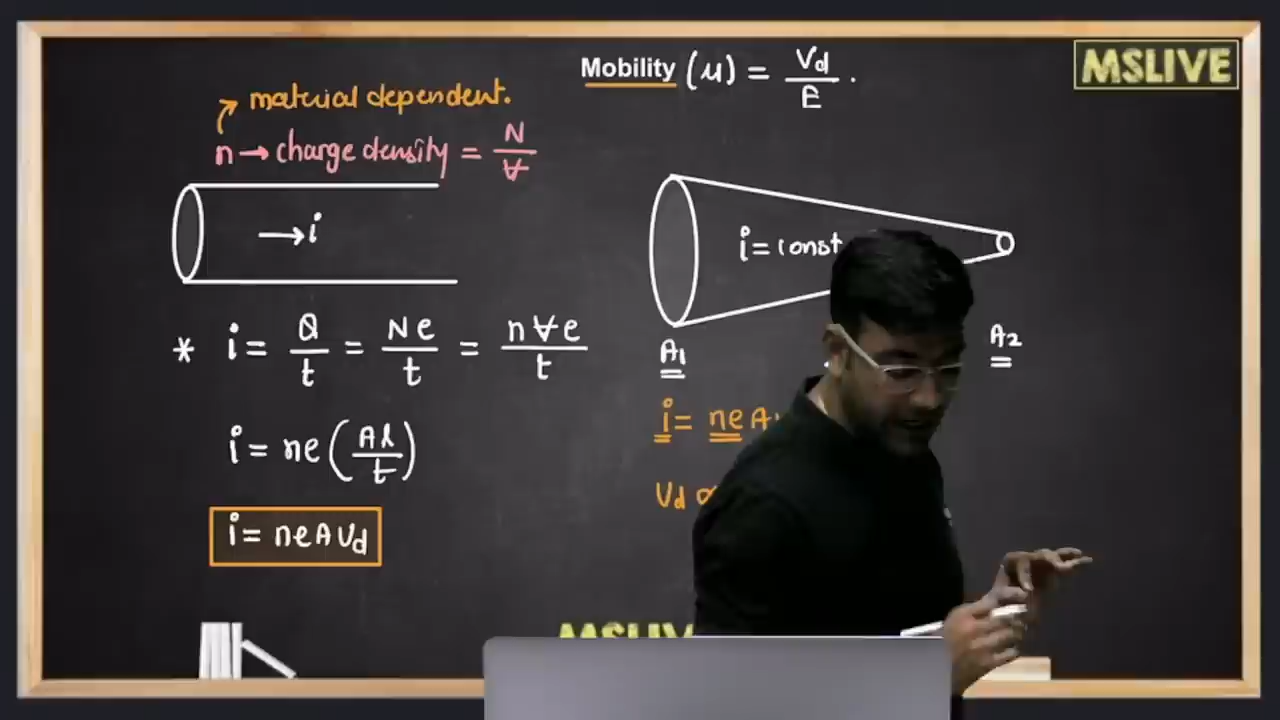 MSLIVE
Mobility (μ) = Vd/E .
material dependent.
n → charge density = N/V
→ i
i = const
* i = Q/t = Ne/t = nVe/t
A1
A2
i = ne(Al/t)
i = neA
i = neAVd
Vd ∝